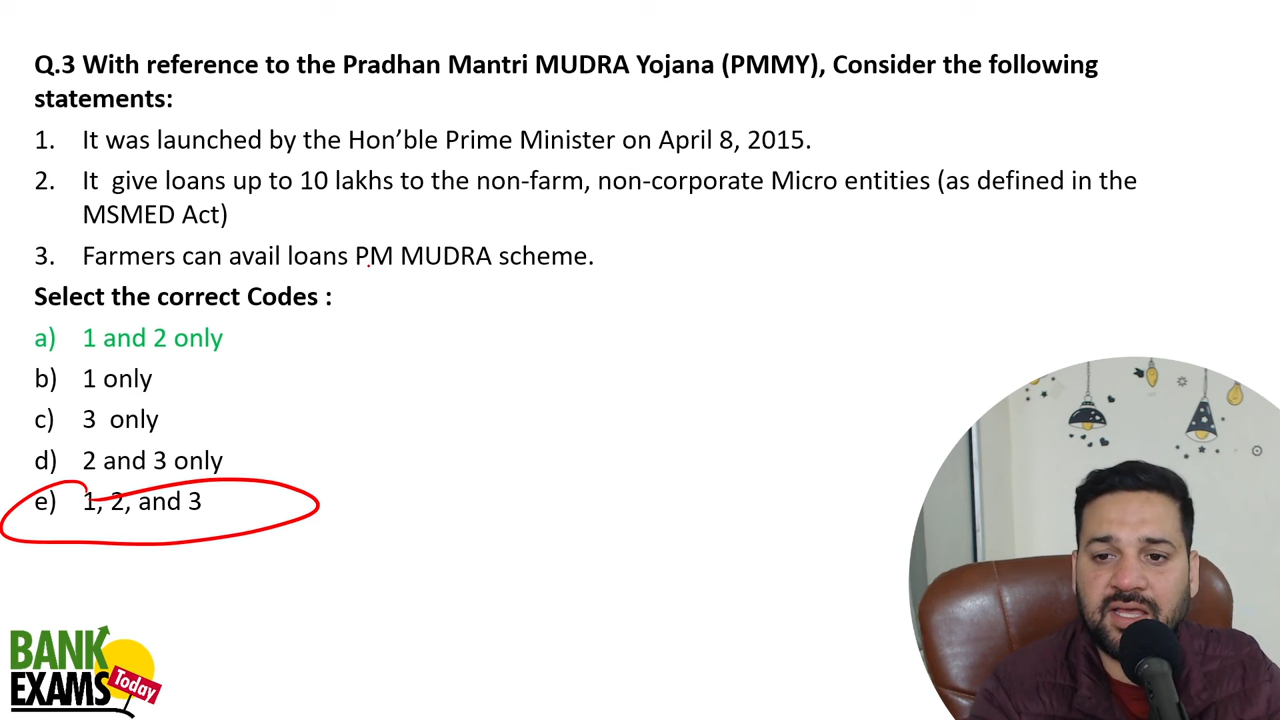 Q.3 With reference to the Pradhan Mantri MUDRA Yojana (PMMY), Consider the following
statements:
1. It was launched by the Hon’ble Prime Minister on April 8, 2015.
2. It give loans up to 10 lakhs to the non-farm, non-corporate Micro entities (as defined in the
MSMED Act)
3. Farmers can avail loans PM MUDRA scheme.
Select the correct Codes :
a) 1 and 2 only
b) 1 only
c) 3 only
d) 2 and 3 only
e) 1, 2, and 3
BANK
EXAMS
Today